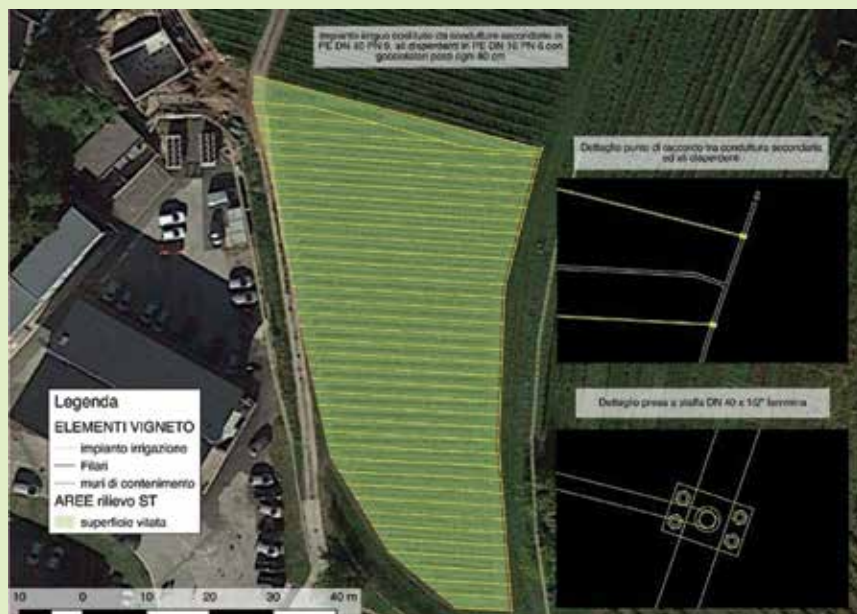 Impianto irriguo costituito da condutture secondarie in
PE DN 40 PN 6, ali disperdenti in PE DN 16 PN 6 con
gocciolatori posti ogni 80 cm
Dettaglio punto di raccordo tra conduttura secondaria
ed ali disperdenti
Dettaglio presa a staffa DN 40 x 1/2" femmina
Legenda
ELEMENTI VIGNETO
impianto irrigazione
Filari
muri di contenimento
AREE rilievo ST
superficie vitata
10 0 10 20 30 40 m